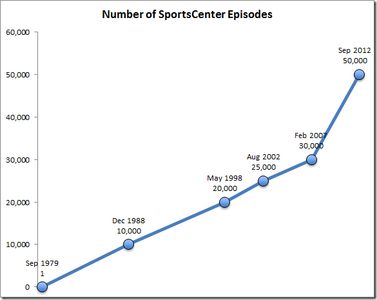 Number of SportsCenter Episodes
60,000
50,000
40,000
30,000
20,000
10,000
0
Sep 1979
1
Dec 1988
10,000
May 1998
20,000
Aug 2002
25,000
Feb 2007
30,000
Sep 2012
50,000